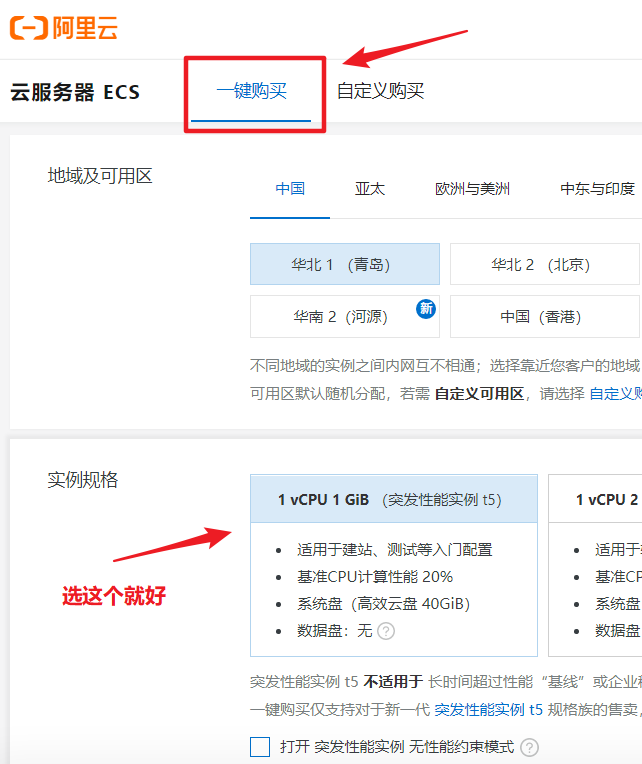 阿里云
云服务器 ECS 一键购买 自定义购买
地域及可用区
中国 亚太 欧洲与美洲 中东与印度
华北 1 （青岛） 华北 2 （北京）
华南 2（河源） 新 中国（香港）
不同地域的实例之间内网互不相通；选择靠近您客户的地域
可用区默认随机分配，若需 自定义可用区，请选择 自定义购
实例规格
1 vCPU 1 GiB （突发性能实例 t5） 1 vCPU 2
适用于建站、测试等入门配置 适用于
基准CPU计算性能 20% 基准CP
系统盘（高效云盘 40GiB） 系统盘
数据盘：无 ? 数据盘
选这个就好
突发性能实例 t5 不适用于 长时间超过性能“基线”或企业
一键购买仅支持对于新一代 突发性能实例 t5 规格族的售卖，
打开 突发性能实例 无性能约束模式 ?